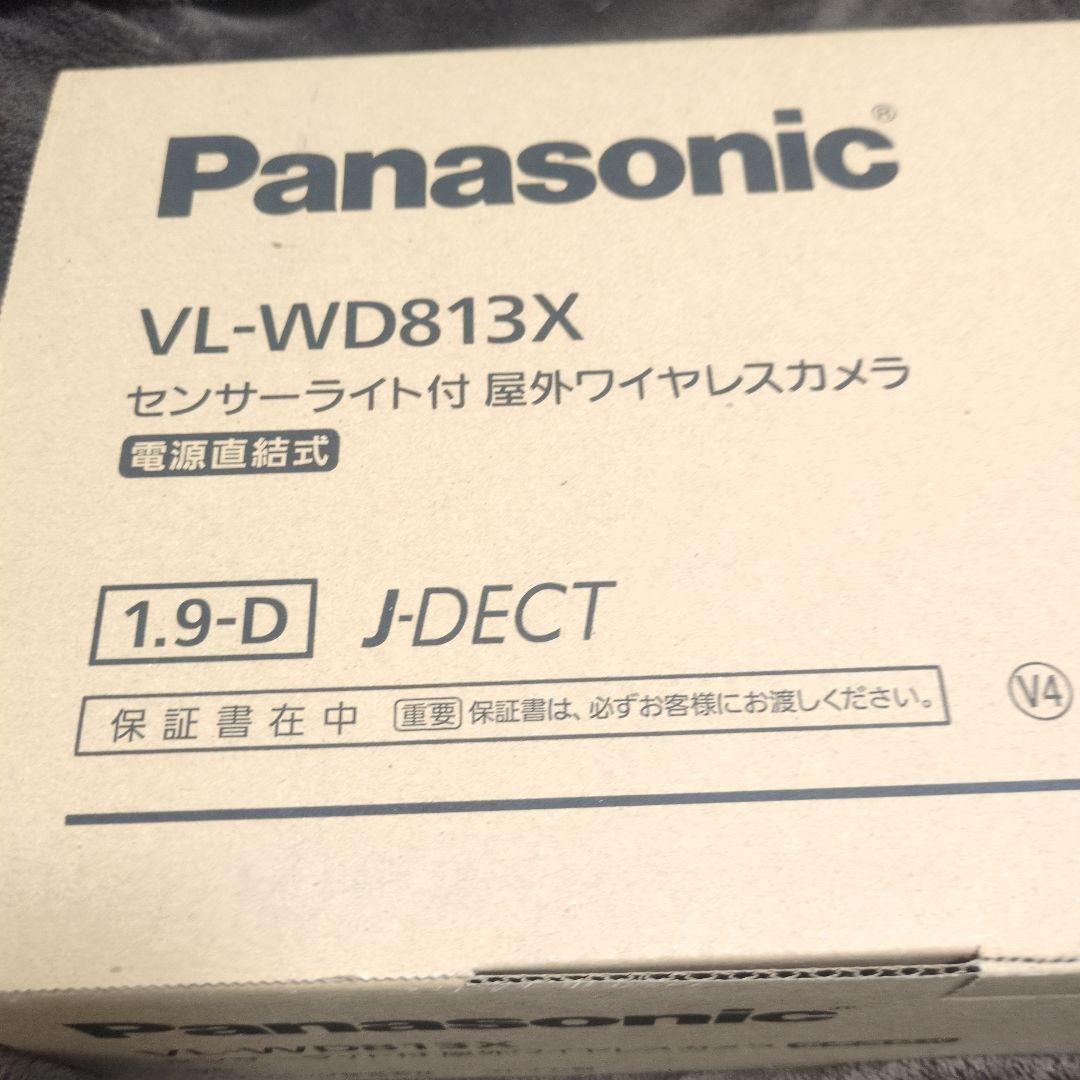 Panasonic®
VL-WD813X
センサーライト付 屋外ワイヤレスカメラ
電源直結式
1.9-D J-DECT
保証書在中 重要 保証書は、必ずお客様にお渡しください。
V4
Panasonic
VL-WD813X